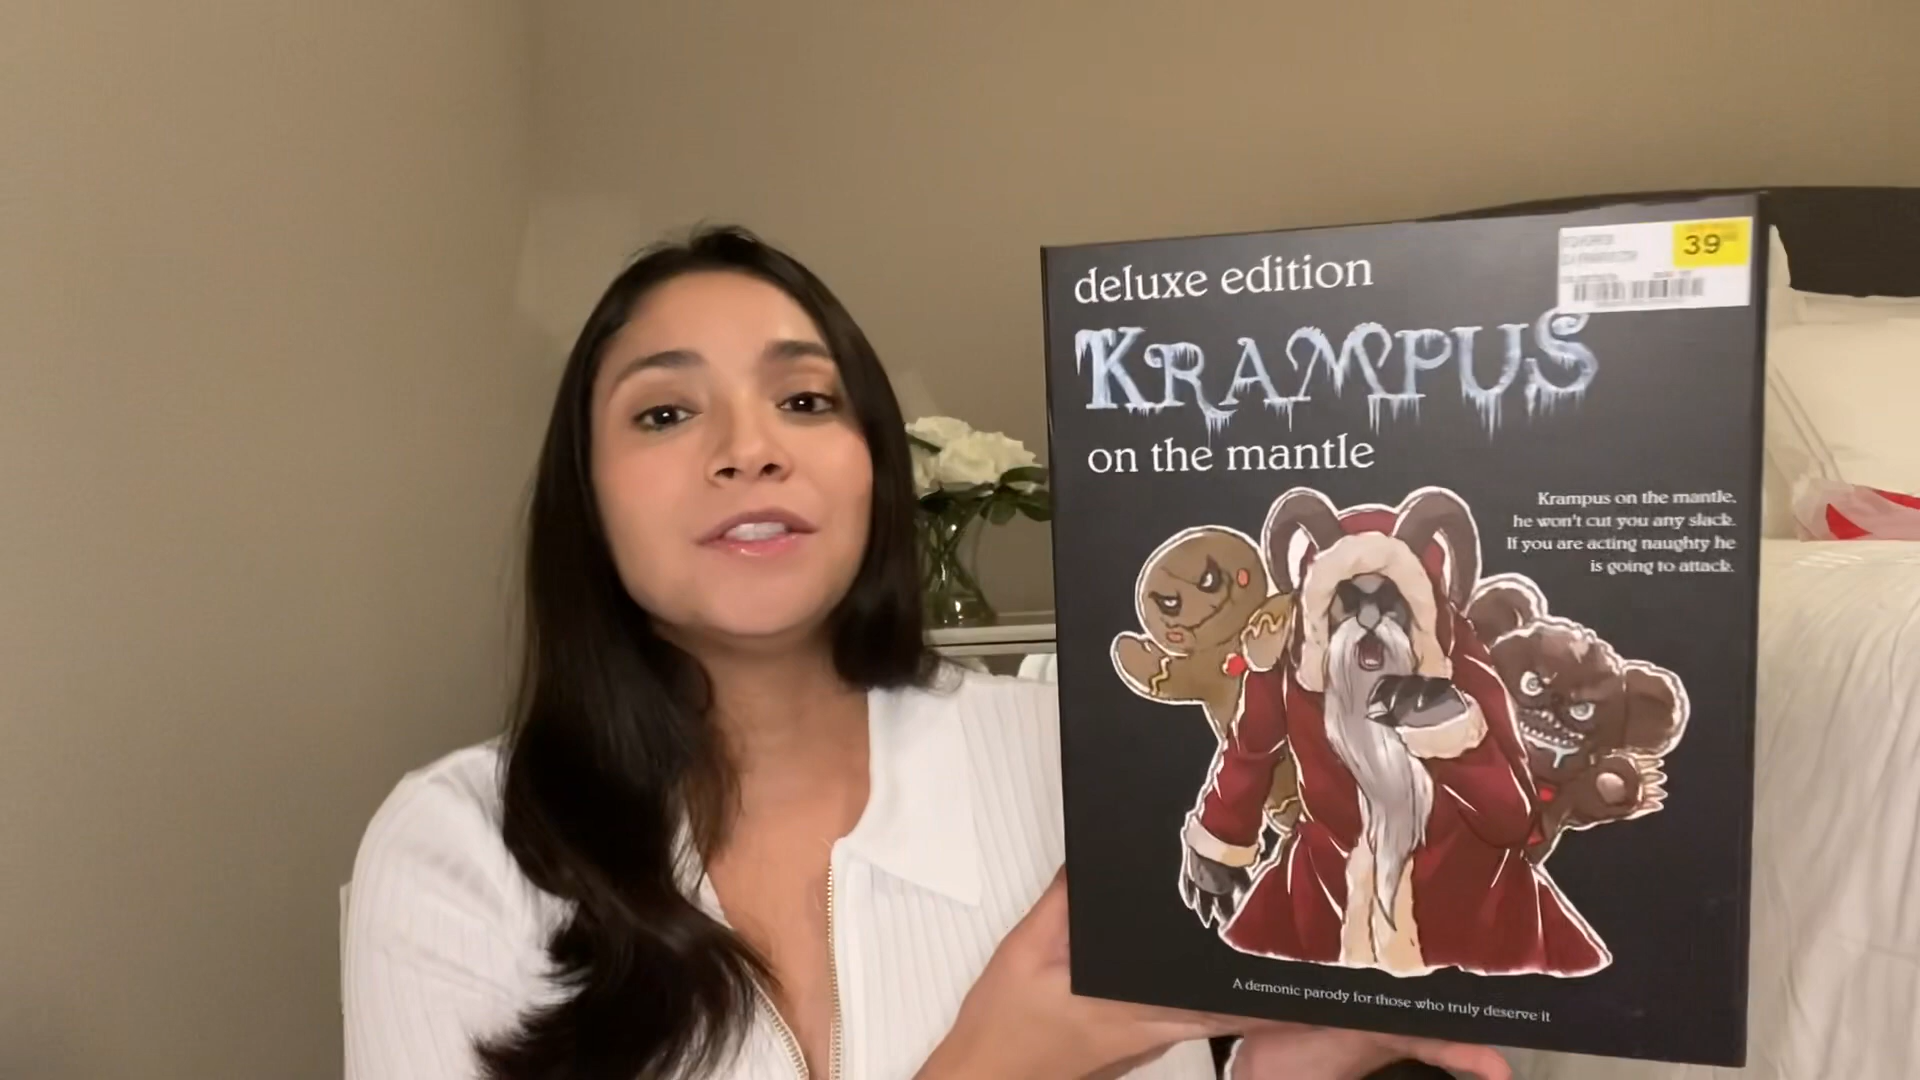 deluxe edition
39
KRAMPUS
on the mantle
Krampus on the mantle,
he won't cut you any slack.
If you are acting naughty he
is going to attack.
A demonic parody for those who truly deserve it